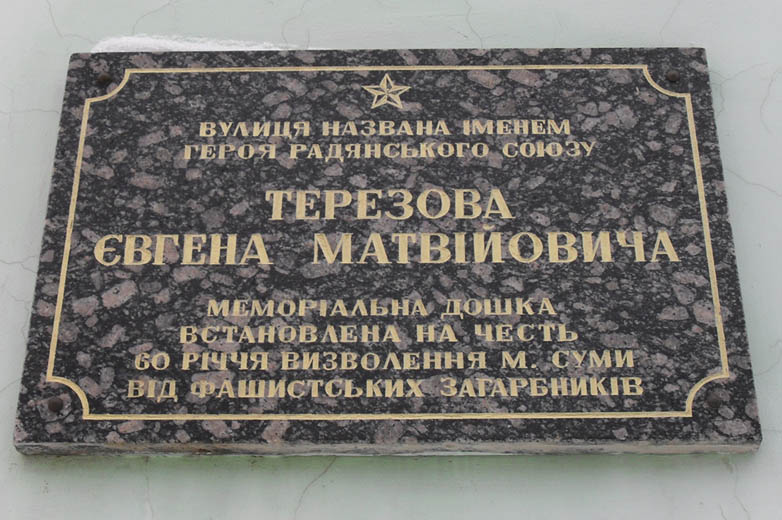 ВУЛИЦЯ НАЗВАНА ІМЕНЕМ
ГЕРОЯ РАДЯНСЬКОГО СОЮЗУ
ТЕРЕЗОВА
ЄВГЕНА МАТВІЙОВИЧА
МЕМОРІАЛЬНА ДОШКА
ВСТАНОВЛЕНА НА ЧЕСТЬ
60 РІЧЧЯ ВИЗВОЛЕННЯ М. СУМИ
ВІД ФАШИСТСЬКИХ ЗАГАРБНИКІВ